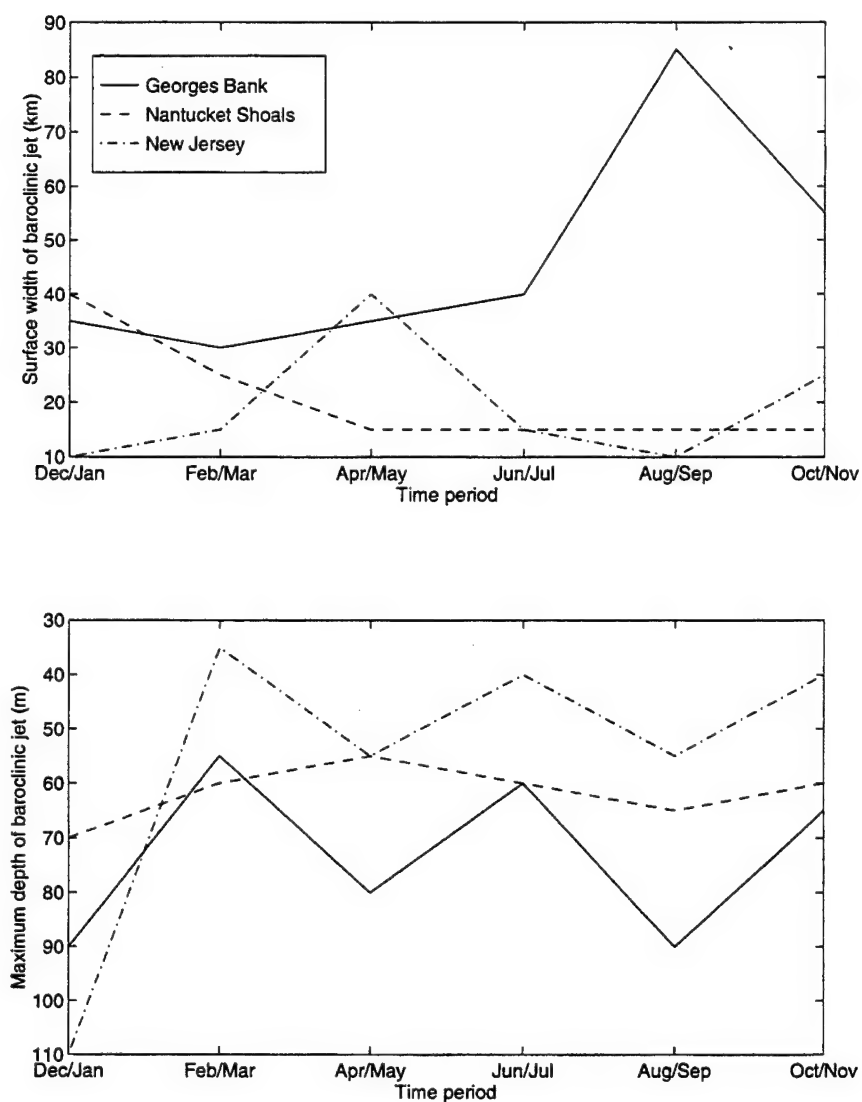 90
80
70
60
50
40
30
20
10
Surface width of baroclinic jet (km)
Georges Bank
Nantucket Shoals
New Jersey
Dec/Jan Feb/Mar Apr/May Jun/Jul Aug/Sep Oct/Nov
Time period
30
40
50
60
70
80
90
100
110
Maximum depth of baroclinic jet (m)
Dec/Jan Feb/Mar Apr/May Jun/Jul Aug/Sep Oct/Nov
Time period